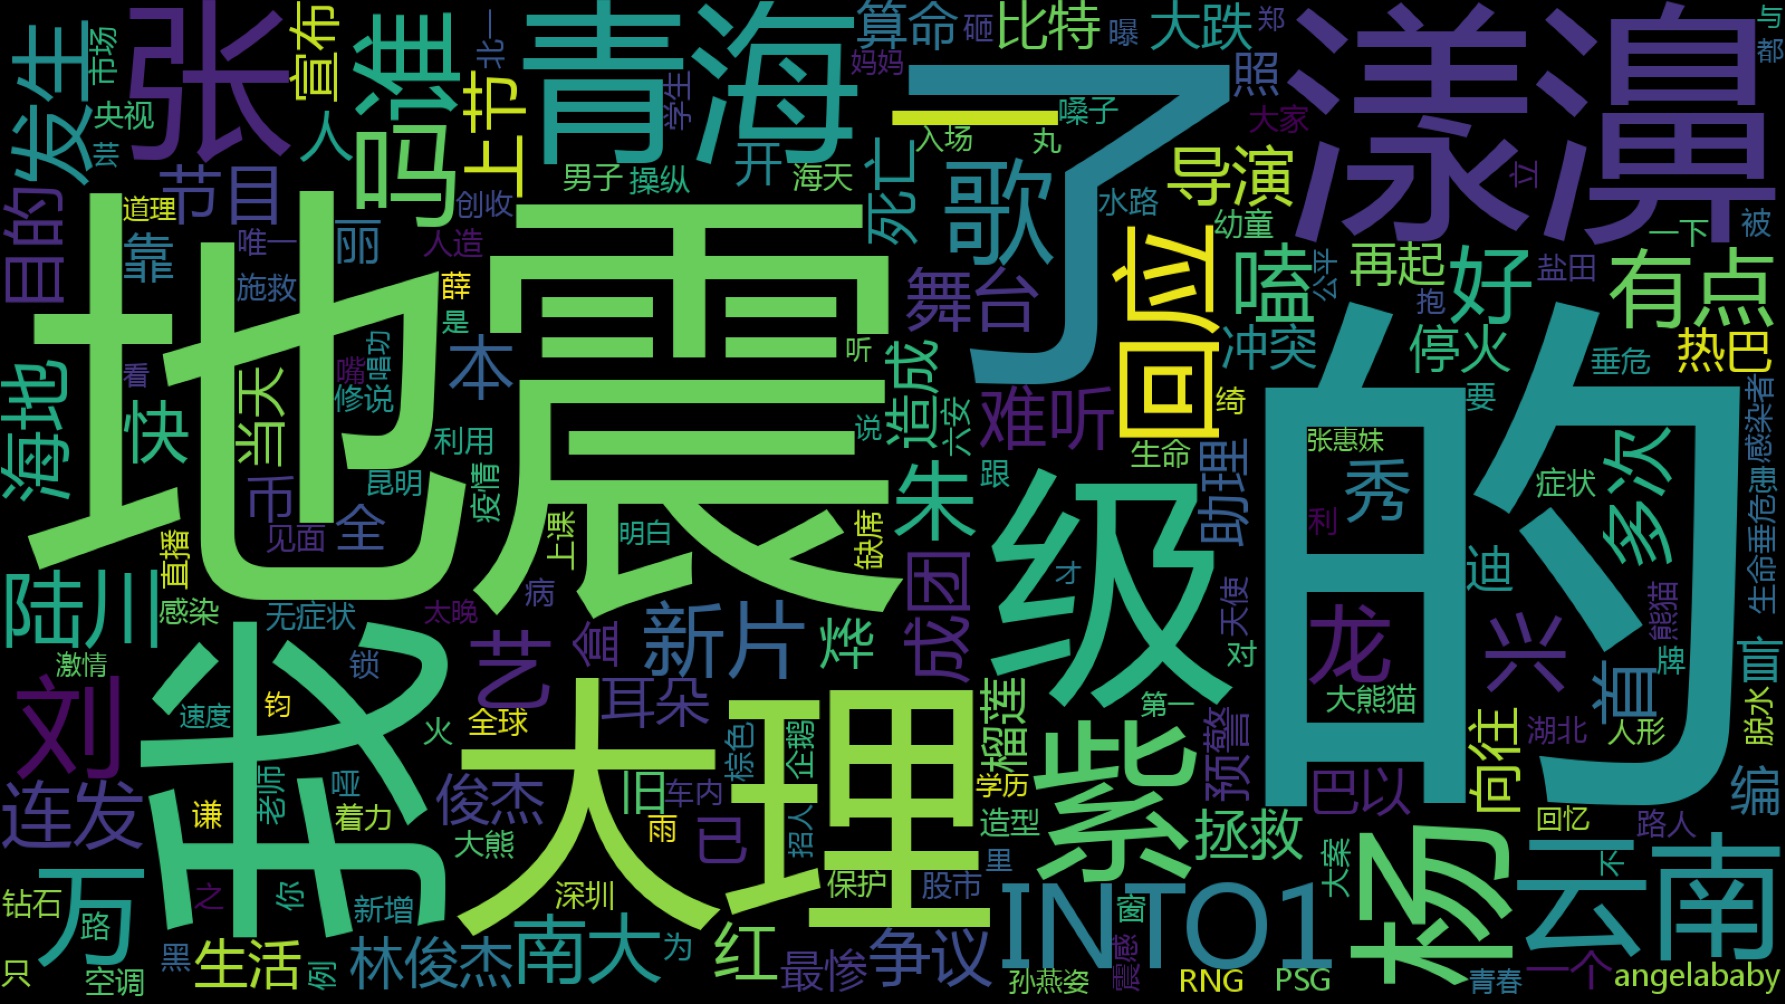 张
宣布
准
北一
青海
算命
砸
比特
曝
大跌
郑
漾濞
与
都
发生
市场
央视
芸
人
吗
上节
学生
妈妈
了
一
照
嗓子
大家
入场
丸
男子
操纵
开
海天
死亡
歌
导演
立
水路
幼童
目的
节目
道理
靠
唯一
丽
创收
人造
施救
薛
是
地震
舞台
回应
嗑
公平
再起
好
盐田
一下
被
有点
抱
冲突
停火
热巴
垂危
海地
快
看
当天
嘴
唱功
修说
本
利用
听
造成
六安
说
难听
绮
生命
要
的
张惠妹
感染者
币
见面
全
昆明
疫情
上课
明白
缺席
朱
跟
级
助理
秀
利
症状
多次
生命垂危患
陆川
直播
感染
无症状
太晚
病
艺
盒
新片
烨
成团
才
天使
对
龙
迪
兴
首
熊猫
牌
盲
激情
刘
锁
钧
速度
火
全球
大理
耳朵
棕色
企鹅
榴莲
紫
第一
预警
大熊猫
向往
湖北
人形
脱水
连发
谦
老师
哑
着力
俊杰
大熊
旧
车内
雨
已
招人
学历
造型
里
拯救
巴以
回忆
路人
编
钻石
万
路
之
你
新增
深圳
保护
股市
INTO1
大案
杨
云南
不
只
空调
黑
生活
例
林俊杰
南大
为
红
最惨
争议
孙燕姿
窗
震感
RNG
PSG
青春
一个
angelababy